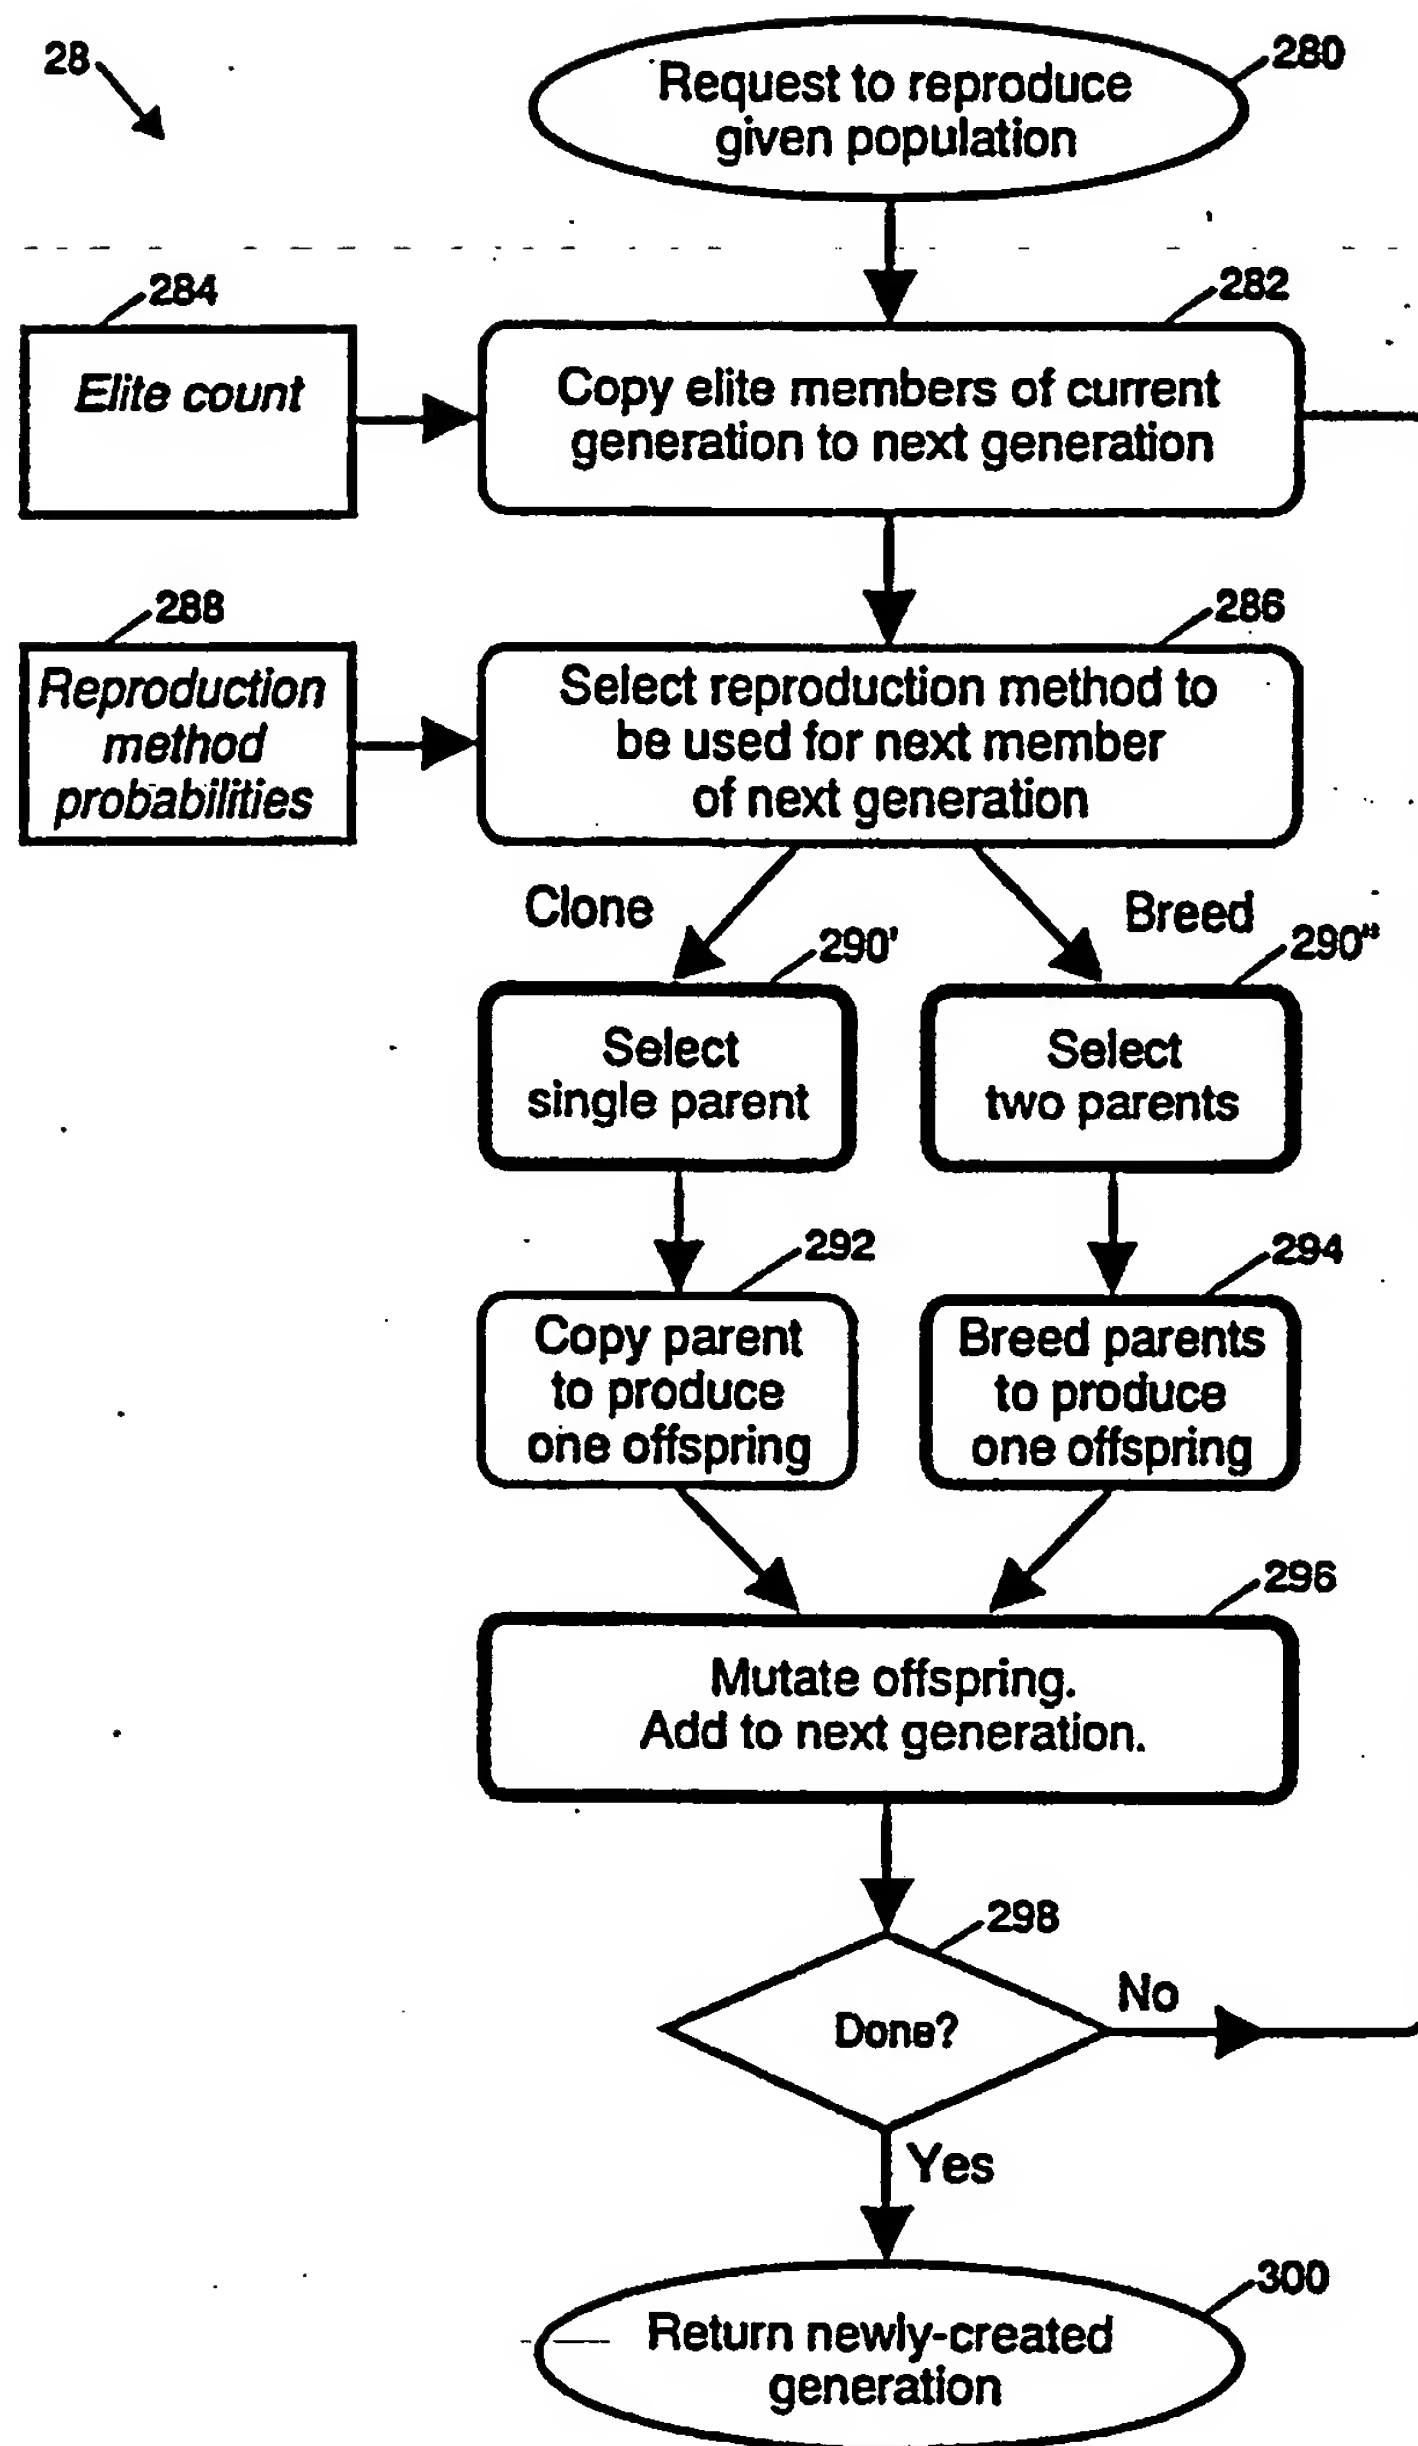 28
280
Request to reproduce
given population
284
282
Elite count
Copy elite members of current
generation to next generation
288
286
Reproduction
method
probabilities
Select reproduction method to
be used for next member
of next generation
Clone
Breed
290'
290"
Select
single parent
Select
two parents
292
294
Copy parent
to produce
one offspring
Breed parents
to produce
one offspring
296
Mutate offspring.
Add to next generation.
298
Done?
No
Yes
300
Return newly-created
generation